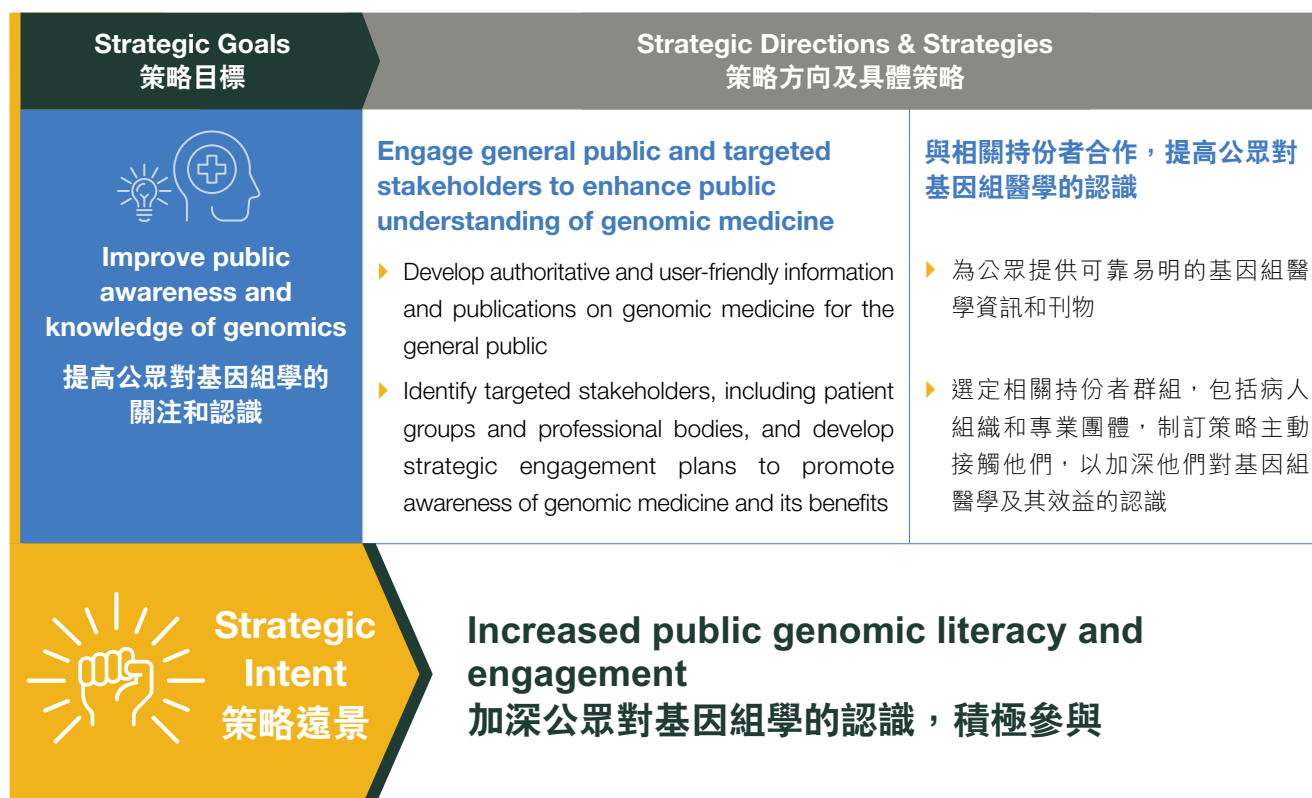 Strategic Goals
策略目標
Strategic Directions & Strategies
策略方向及具體策略
Improve public
awareness and
knowledge of genomics
提高公眾對基因組學的
關注和認識
Engage general public and targeted
stakeholders to enhance public
understanding of genomic medicine
Develop authoritative and user-friendly information
and publications on genomic medicine for the
general public
Identify targeted stakeholders, including patient
groups and professional bodies, and develop
strategic engagement plans to promote
awareness of genomic medicine and its benefits
與相關持份者合作，提高公眾對
基因組醫學的認識
為公眾提供可靠易明的基因組醫
學資訊和刊物
選定相關持份者群組，包括病人
組織和專業團體，制訂策略主動
接觸他們，以加深他們對基因組
醫學及其效益的認識
Strategic
Intent
策略遠景
Increased public genomic literacy and
engagement
加深公眾對基因組學的認識，積極參與